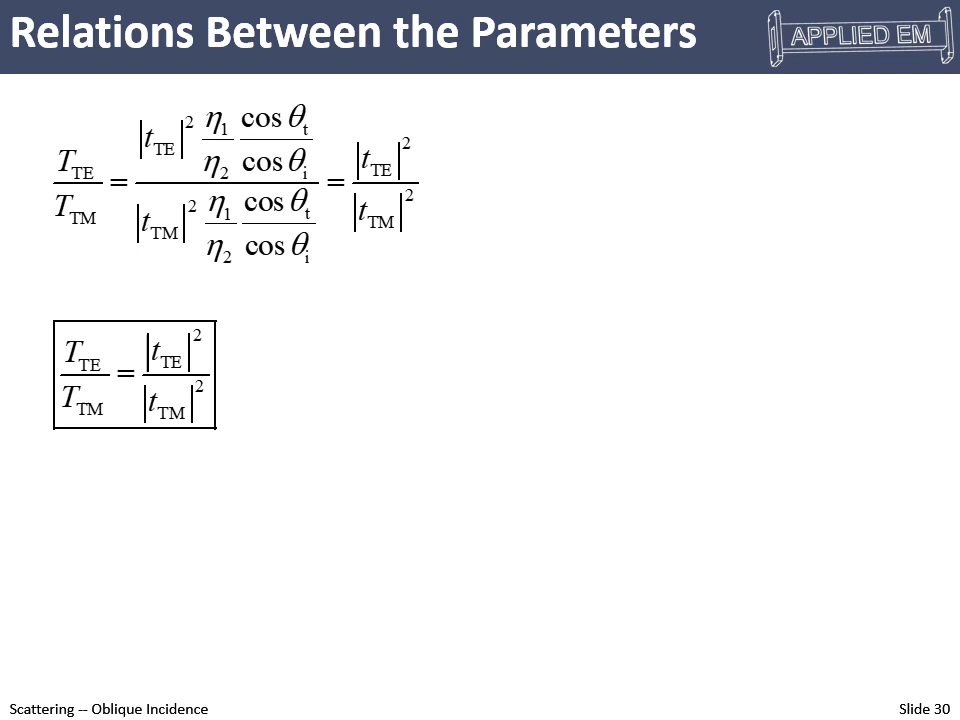 Relations Between the Parameters
APPLIED EM
T_TE / T_TM = (|t_TE|² (η₁/η₂) (cos θ_t / cos θ_i)) / (|t_TM|² (η₁/η₂) (cos θ_t / cos θ_i)) = |t_TE|² / |t_TM|²
T_TE / T_TM = |t_TE|² / |t_TM|²
Scattering -- Oblique Incidence
Slide 30